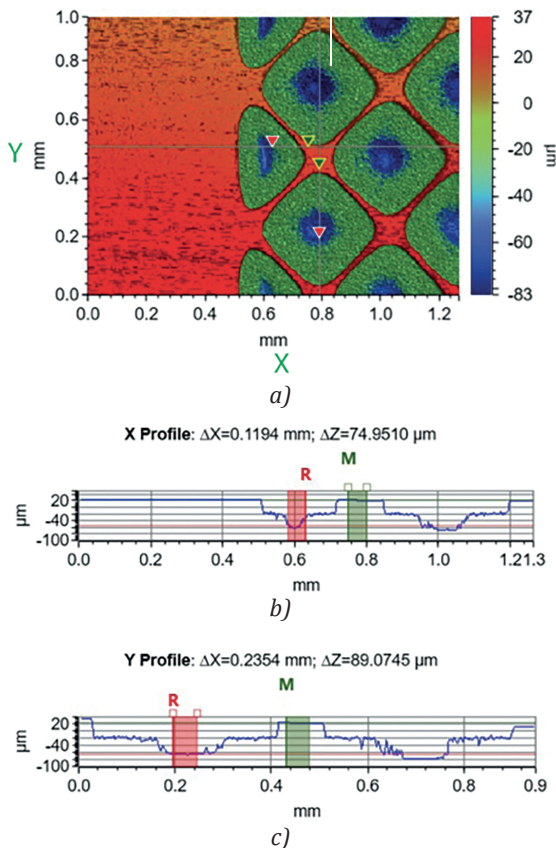 1.0
0.8
0.6
0.4
0.2
0.0
Y
mm
0.0 0.2 0.4 0.6 0.8 1.0 1.2
mm
X
37
20
0
-20
-40
-60
-83
µm
a)
X Profile: ΔX=0.1194 mm; ΔZ=74.9510 µm
R
M
µm
20
-40
-100
0.0 0.2 0.4 0.6 0.8 1.0 1.21.3
mm
b)
Y Profile: ΔX=0.2354 mm; ΔZ=89.0745 µm
R
M
µm
20
-40
-100
0.0 0.2 0.4 0.6 0.8 0.9
mm
c)